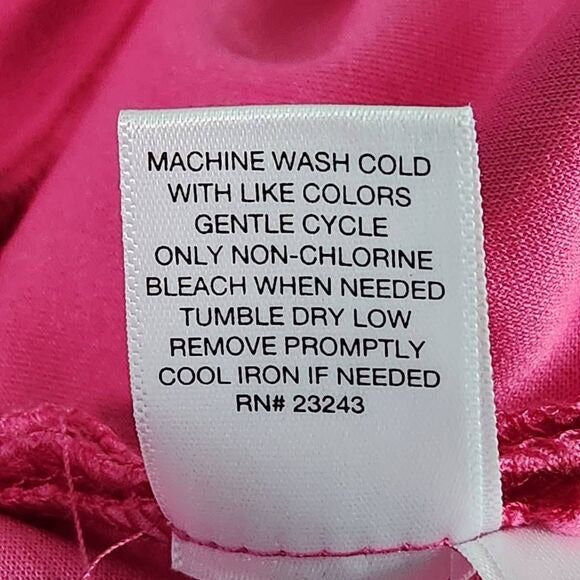 MACHINE WASH COLD
WITH LIKE COLORS
GENTLE CYCLE
ONLY NON-CHLORINE
BLEACH WHEN NEEDED
TUMBLE DRY LOW
REMOVE PROMPTLY
COOL IRON IF NEEDED
RN# 23243